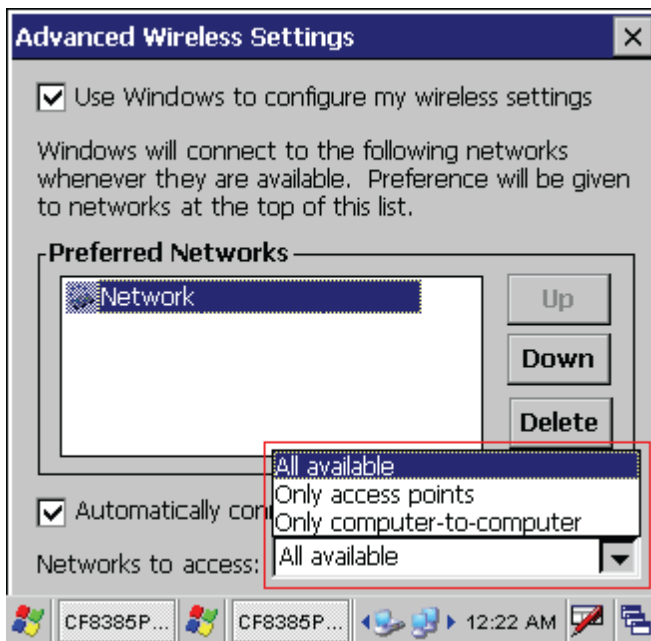 Advanced Wireless Settings
Use Windows to configure my wireless settings
Windows will connect to the following networks
whenever they are available. Preference will be given
to networks at the top of this list.
Preferred Networks
Network
Up
Down
Delete
All available
Only access points
Only computer-to-computer
Automatically
Networks to access: All available
CF8385P... CF8385P... 12:22 AM